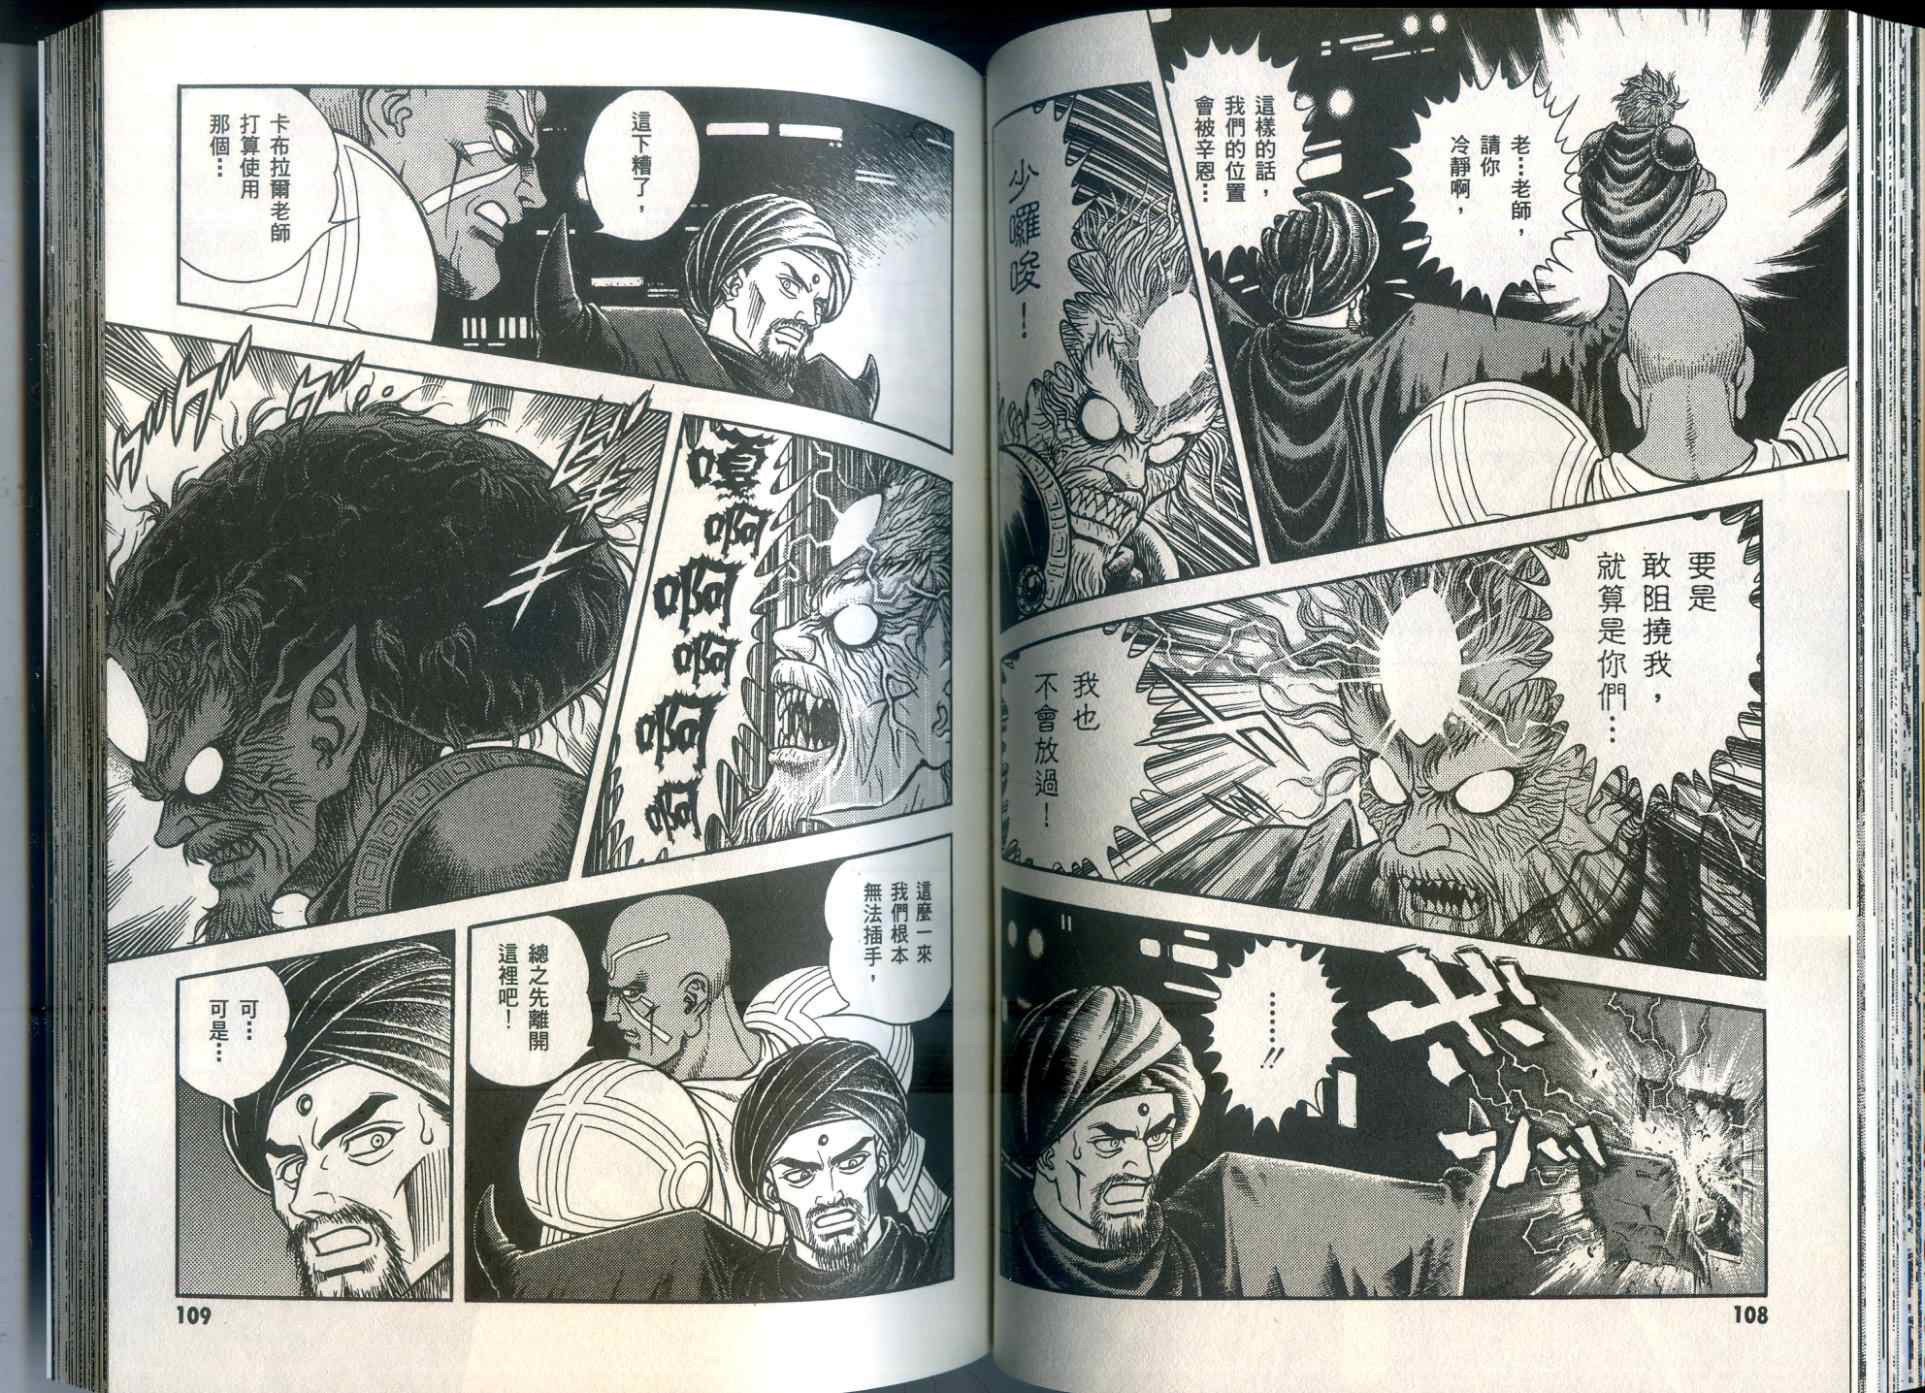 老…老師，
請你
冷靜啊，
這樣的話，
我們的位置
會被辛恩…
少囉唆！
要是
敢阻撓我，
就算是你們…
我也
不會放過！
………!!
108
這下糟了，
卡布拉爾老師
打算使用
那個…
啊
啊
啊
啊
啊
這麼一來
我們根本
無法插手，
總之先離開
這裡吧！
可…
可是…
109